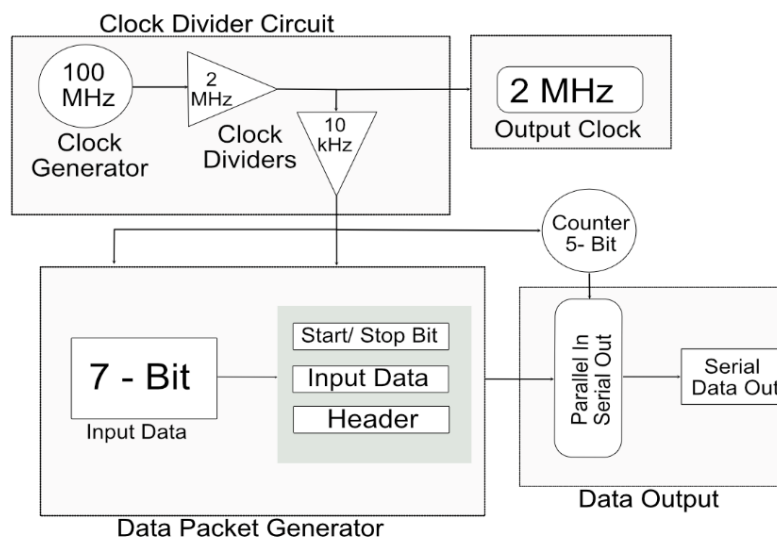 Clock Divider Circuit
100
MHz
Clock
Generator
2
MHz
Clock
Dividers
10
kHz
2 MHz
Output Clock
Counter
5- Bit
7 - Bit
Input Data
Start/ Stop Bit
Input Data
Header
Data Packet Generator
Parallel In
Serial Out
Serial
Data Out
Data Output